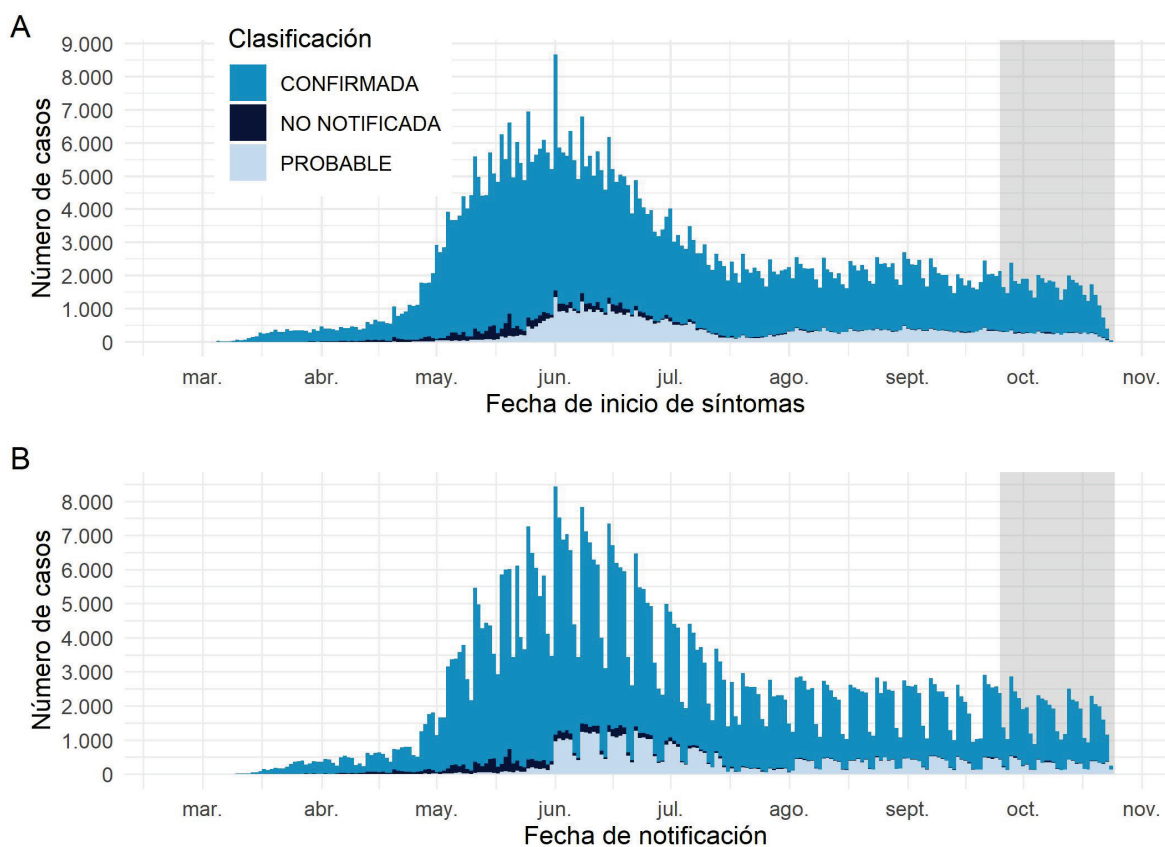 A
Clasificación
CONFIRMADA
NO NOTIFICADA
PROBABLE
Número de casos
9.000
8.000
7.000
6.000
5.000
4.000
3.000
2.000
1.000
0
mar. abr. may. jun. jul. ago. sept. oct. nov.
Fecha de inicio de síntomas
B
Número de casos
8.000
7.000
6.000
5.000
4.000
3.000
2.000
1.000
0
mar. abr. may. jun. jul. ago. sept. oct. nov.
Fecha de notificación